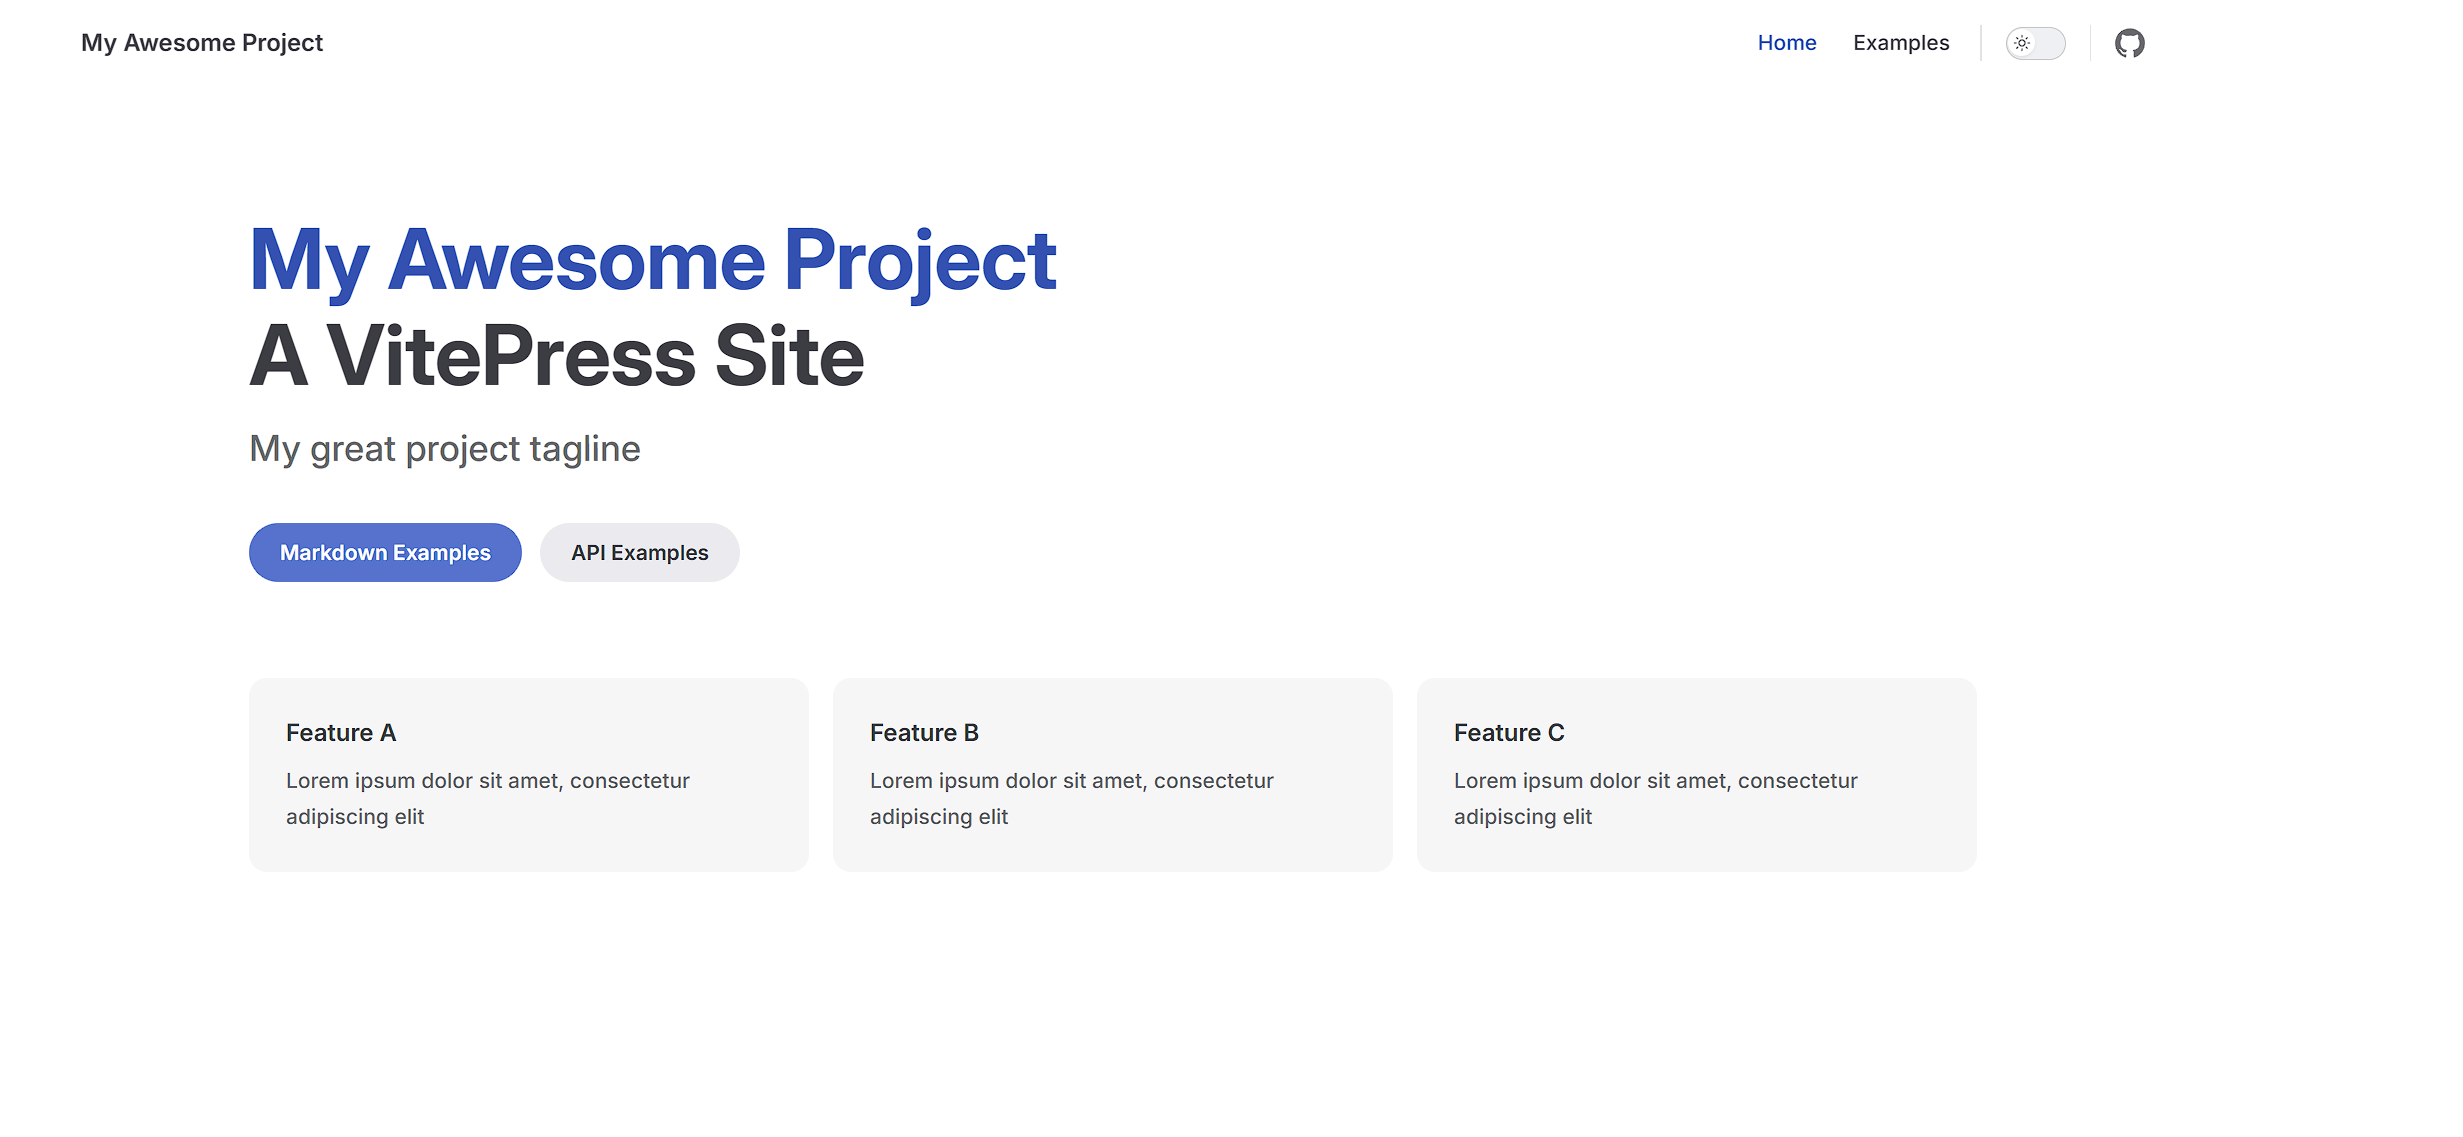 My Awesome Project
Home
Examples
My Awesome Project
A VitePress Site
My great project tagline
Markdown Examples
API Examples
Feature A
Lorem ipsum dolor sit amet, consectetur
adipiscing elit
Feature B
Lorem ipsum dolor sit amet, consectetur
adipiscing elit
Feature C
Lorem ipsum dolor sit amet, consectetur
adipiscing elit